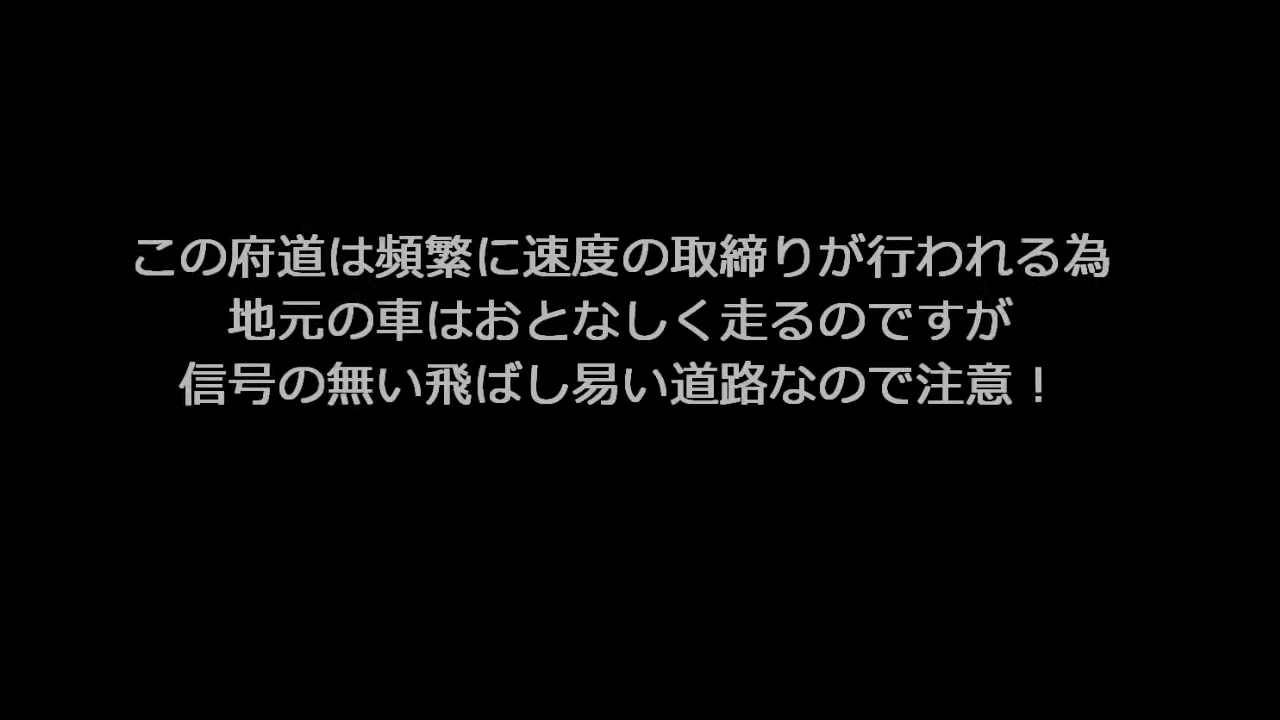 この府道は頻繁に速度の取締りが行われる為
地元の車はおとなしく走るのですが
信号の無い飛ばし易い道路なので注意！